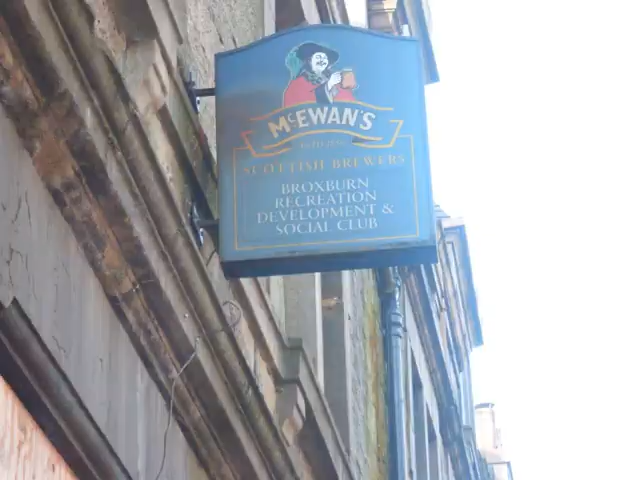 McEWAN'S
SCOTTISH BREWERS
BROXBURN
RECREATION
DEVELOPMENT &
SOCIAL CLUB